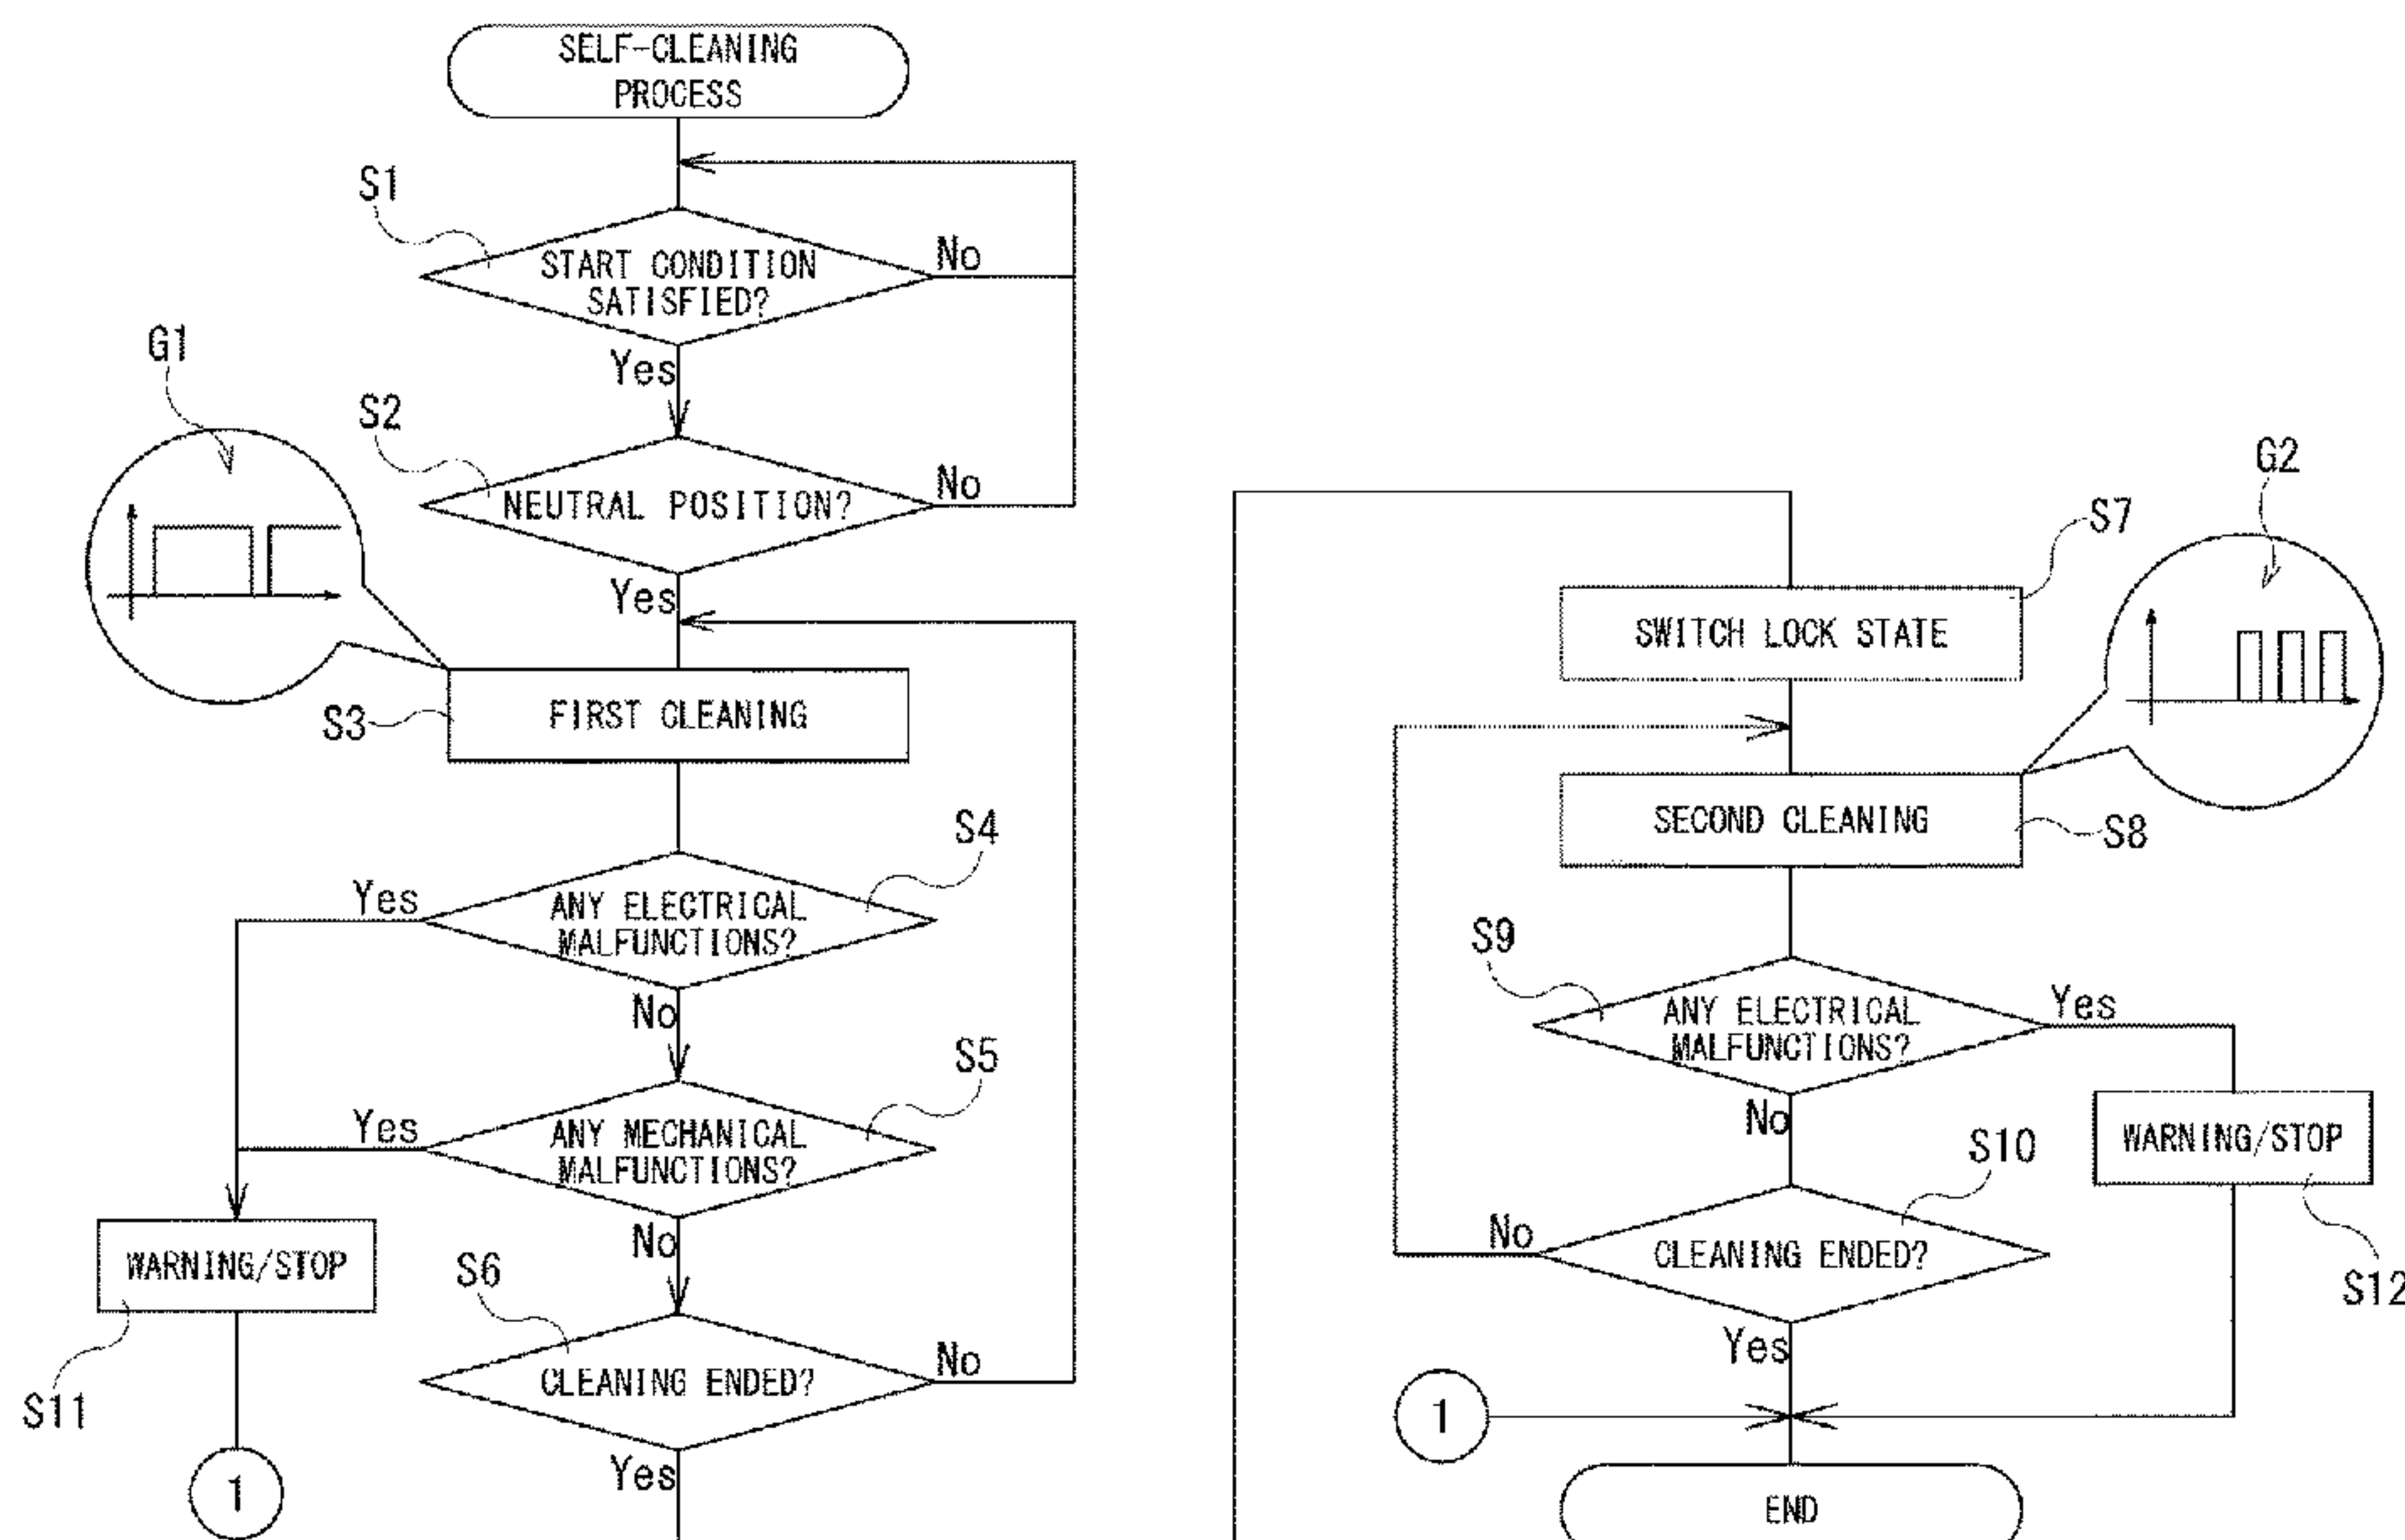 SELF-CLEANING
PROCESS
S1
START CONDITION
SATISFIED?
No
Yes
G1
S2
NEUTRAL POSITION?
No
Yes
S3
FIRST CLEANING
S4
Yes
ANY ELECTRICAL
MALFUNCTIONS?
No
S5
Yes
ANY MECHANICAL
MALFUNCTIONS?
No
WARNING/STOP
S11
1
S6
CLEANING ENDED?
No
Yes
S7
G2
SWITCH LOCK STATE
SECOND CLEANING
S8
S9
ANY ELECTRICAL
MALFUNCTIONS?
Yes
No
WARNING/STOP
S12
S10
No
CLEANING ENDED?
Yes
1
END